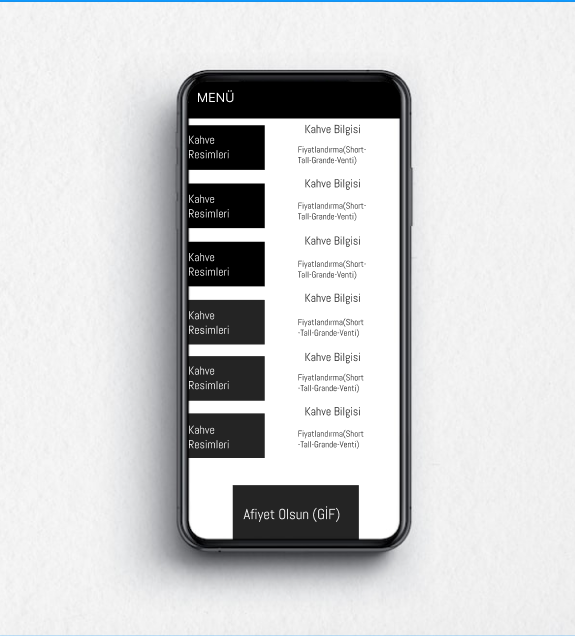 MENÜ
Kahve
Resimleri
Kahve Bilgisi
Fiyatlandırma(Short-
Tall-Grande-Venti)
Kahve
Resimleri
Kahve Bilgisi
Fiyatlandırma(Short-
Tall-Grande-Venti)
Kahve
Resimleri
Kahve Bilgisi
Fiyatlandırma(Short-
Tall-Grande-Venti)
Kahve
Resimleri
Kahve Bilgisi
Fiyatlandırma(Short
-Tall-Grande-Venti)
Kahve
Resimleri
Kahve Bilgisi
Fiyatlandırma(Short
-Tall-Grande-Venti)
Kahve
Resimleri
Kahve Bilgisi
Fiyatlandırma(Short
-Tall-Grande-Venti)
Afiyet Olsun (GİF)